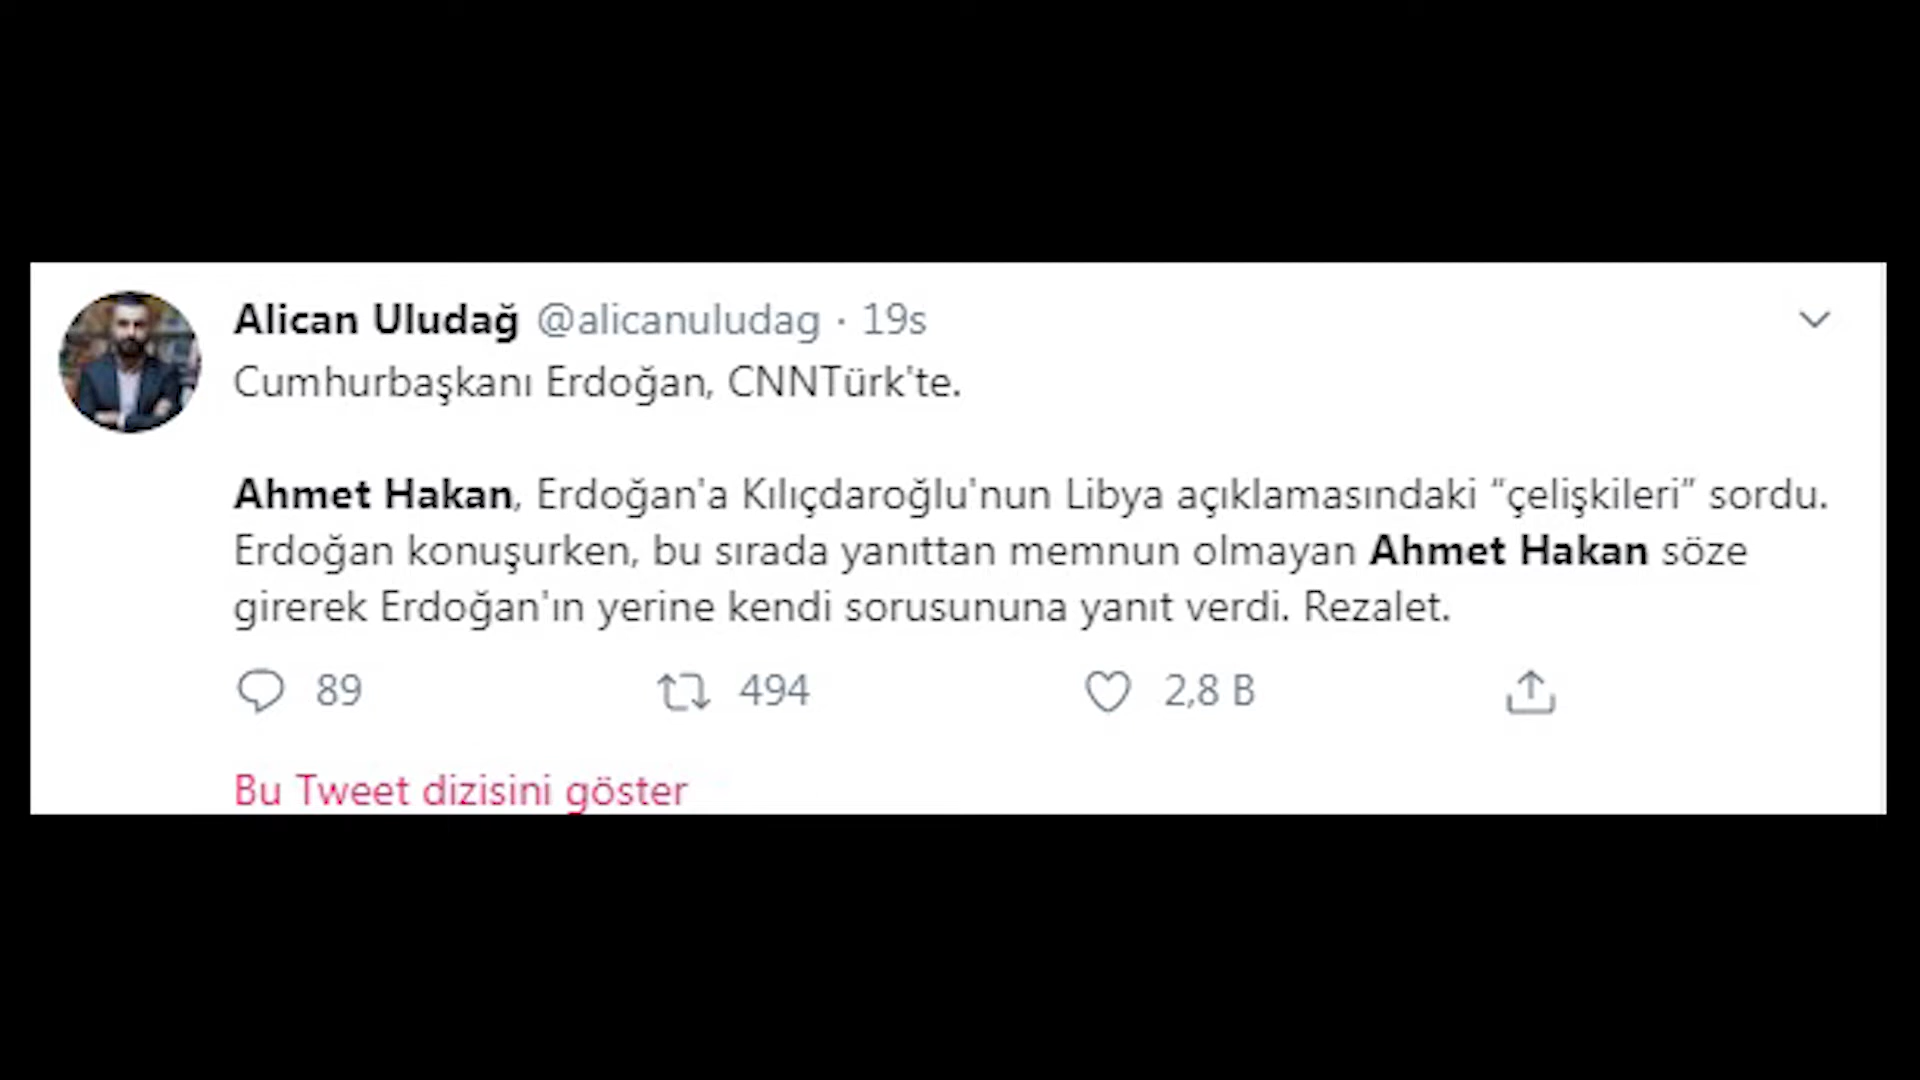 Alican Uludağ @alicanuludag · 19s
Cumhurbaşkanı Erdoğan, CNNTürk'te.
Ahmet Hakan, Erdoğan'a Kılıçdaroğlu'nun Libya açıklamasındaki “çelişkileri” sordu.
Erdoğan konuşurken, bu sırada yanıttan memnun olmayan Ahmet Hakan söze
girerek Erdoğan'ın yerine kendi sorusununa yanıt verdi. Rezalet.
89 494 2,8 B
Bu Tweet dizisini göster